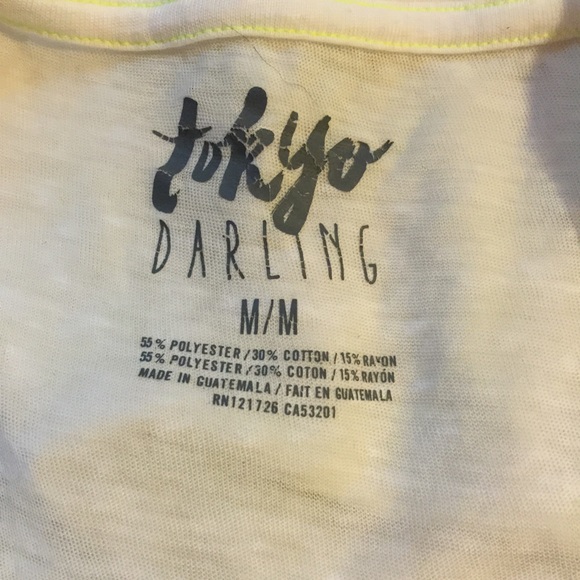 tokyo
DARLING
M/M
55% POLYESTER / 30% COTTON / 15% RAYON
55% POLYESTER / 30% COTON / 15% RAYÓN
MADE IN GUATEMALA / FAIT EN GUATEMALA
RN121726 CA53201